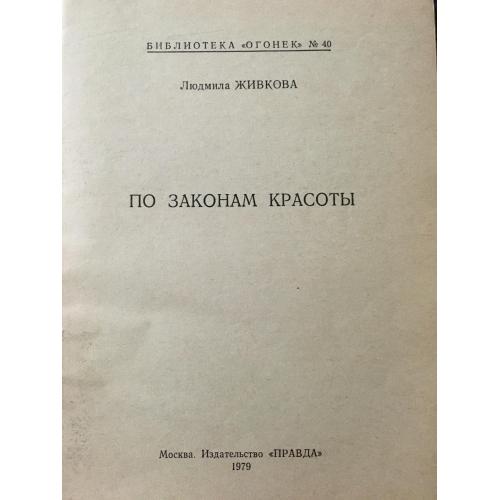 БИБЛИОТЕКА «ОГОНЕК» № 40
Людмила ЖИВКОВА
ПО ЗАКОНАМ КРАСОТЫ
Москва. Издательство «ПРАВДА»
1979